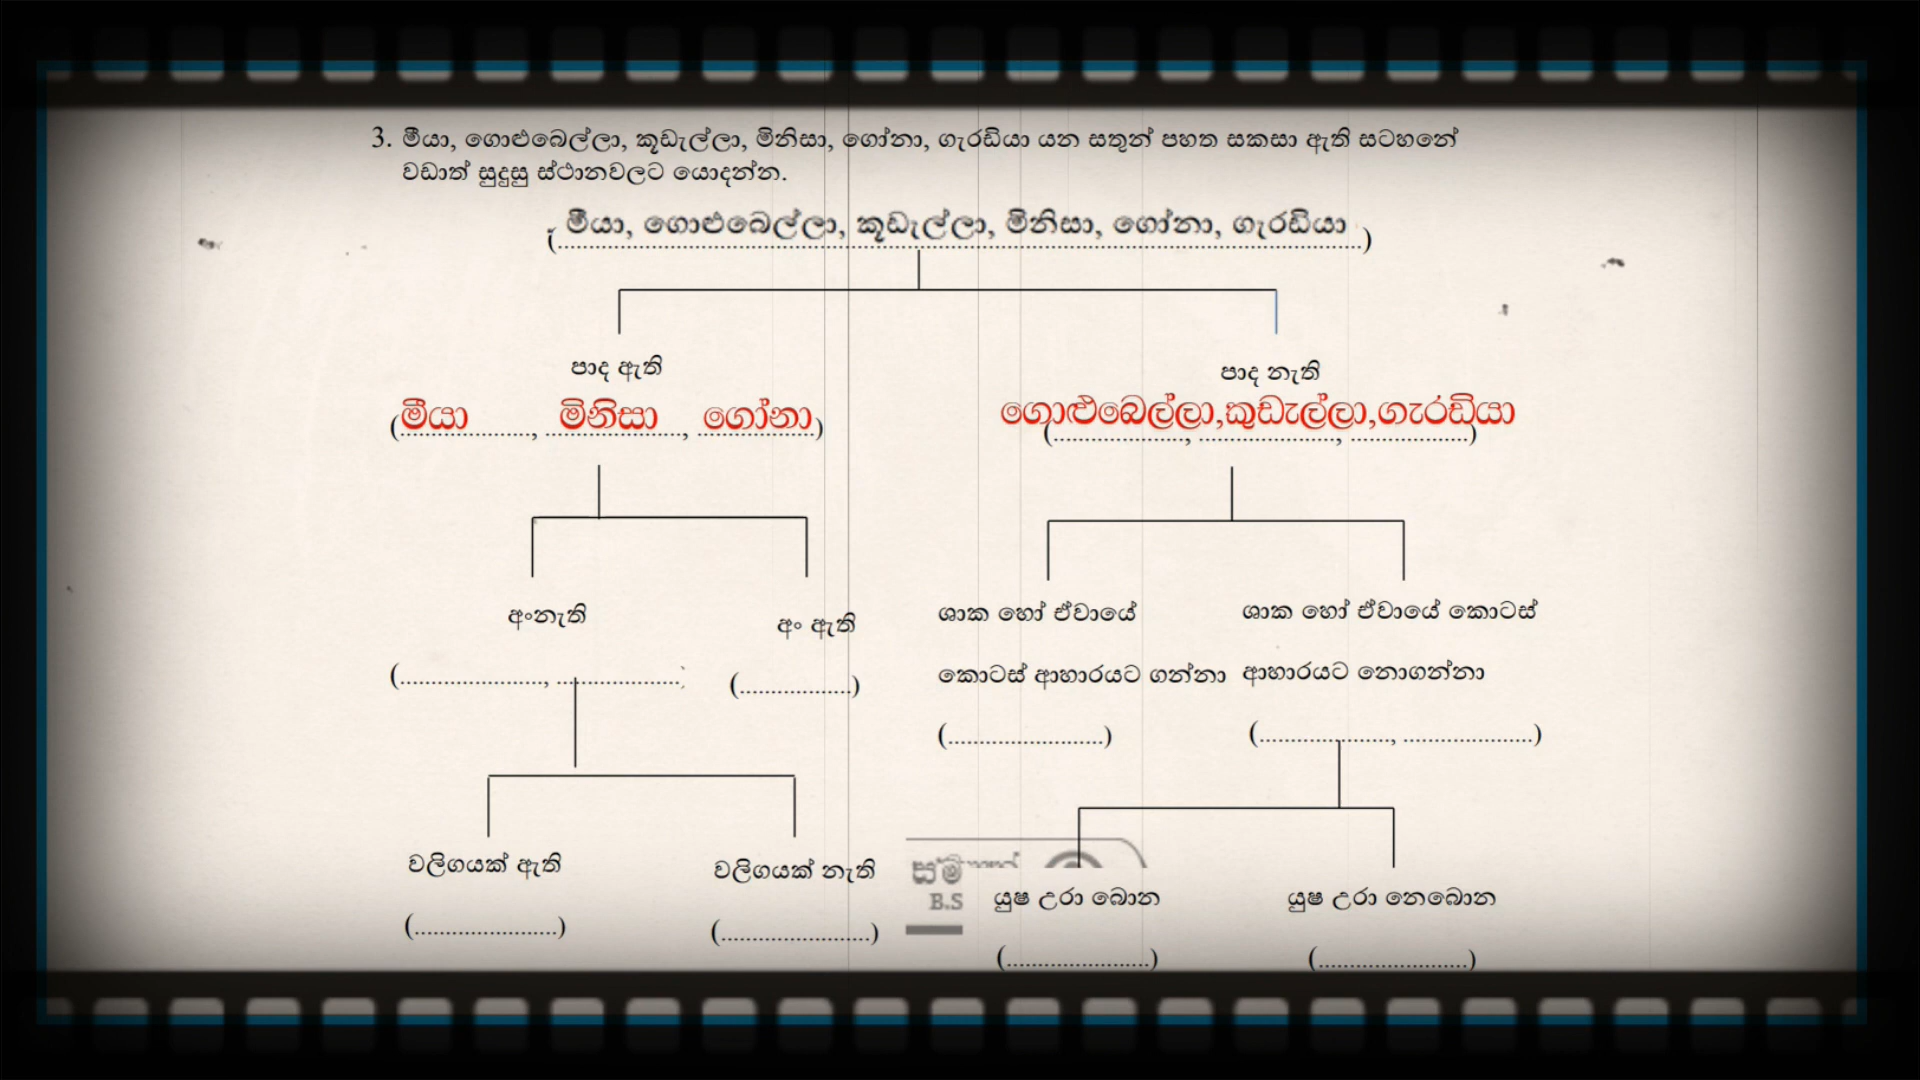 3. මීයා, ගොළුබෙල්ලා, කූඩැල්ලා, මිනිසා, ගෝනා, ගැරඩියා යන සතුන් පහත සකසා ඇති සටහනේ
වඩාත් සුදුසු ස්ථානවලට යොදන්න.
(මීයා, ගොළුබෙල්ලා, කූඩැල්ලා, මිනිසා, ගෝනා, ගැරඩියා)
පාද ඇති
පාද නැති
(මීයා, මිනිසා, ගෝනා)
(ගොළුබෙල්ලා,කුඩැල්ලා,ගැරඩියා)
අංනැති
අං ඇති
ශාක හෝ ඒවායේ
කොටස් ආහාරයට ගන්නා
ශාක හෝ ඒවායේ කොටස්
ආහාරයට නොගන්නා
වලිගයක් ඇති
වලිගයක් නැති
සම
B.S
යුෂ උරා බොන
යුෂ උරා නෙබොන